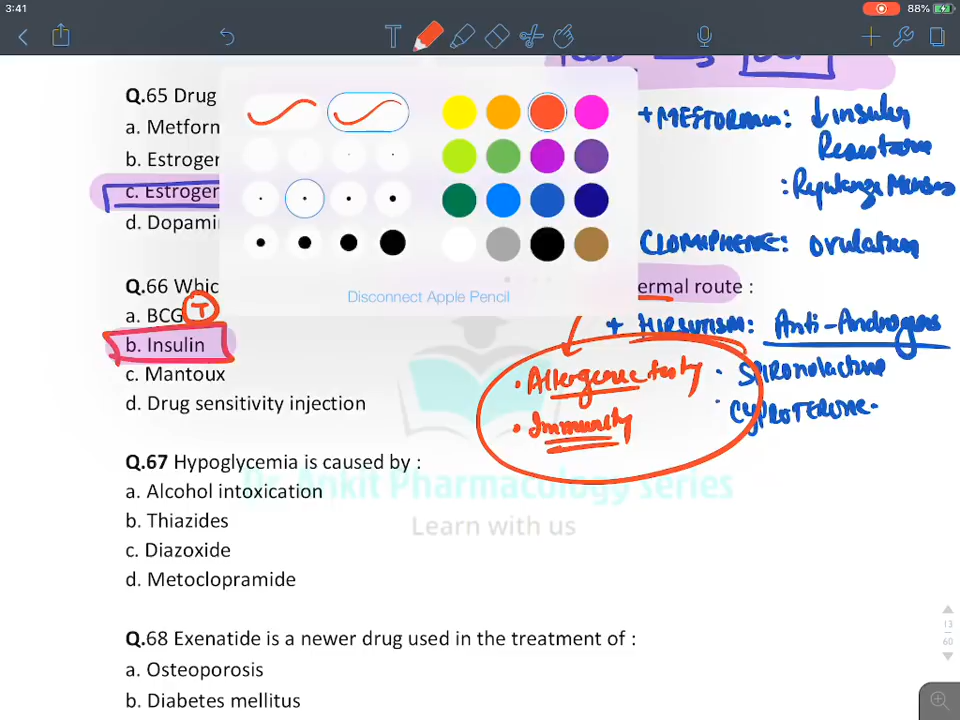 3:41
88%
T
Q.65 Drug
a. Metform
b. Estroger
c. Estroger
d. Dopami
+ METFORMIN: ↓ insulin
Resistance
: Regularize Menses
CLOMIPHENE: ovulation
Disconnect Apple Pencil
Q.66 Whic
ermal route :
a. BCG T
b. Insulin
c. Mantoux
d. Drug sensitivity injection
+ HIRSUTISM: Anti-Androgens
· SPIRONOLACTONE
· CYPROTERONE
· Allergenic testy
· Immunity
Q.67 Hypoglycemia is caused by :
a. Alcohol intoxication
b. Thiazides
c. Diazoxide
d. Metoclopramide
Dr Ankit Pharmacology series
Learn with us
13
60
Q.68 Exenatide is a newer drug used in the treatment of :
a. Osteoporosis
b. Diabetes mellitus